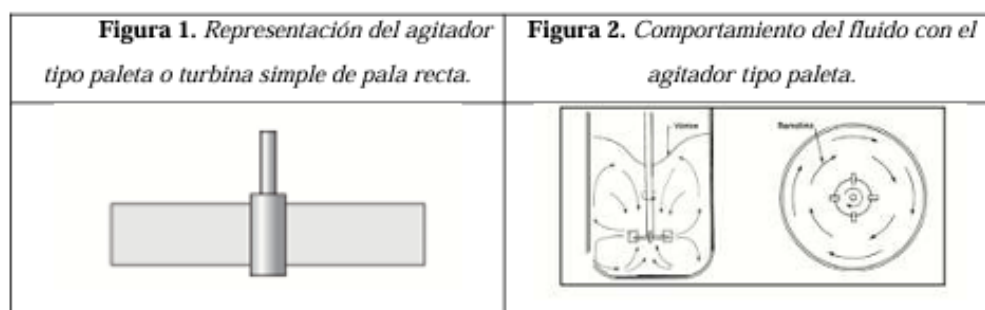 Figura 1. Representación del agitador
tipo paleta o turbina simple de pala recta.
Figura 2. Comportamiento del fluido con el
agitador tipo paleta.